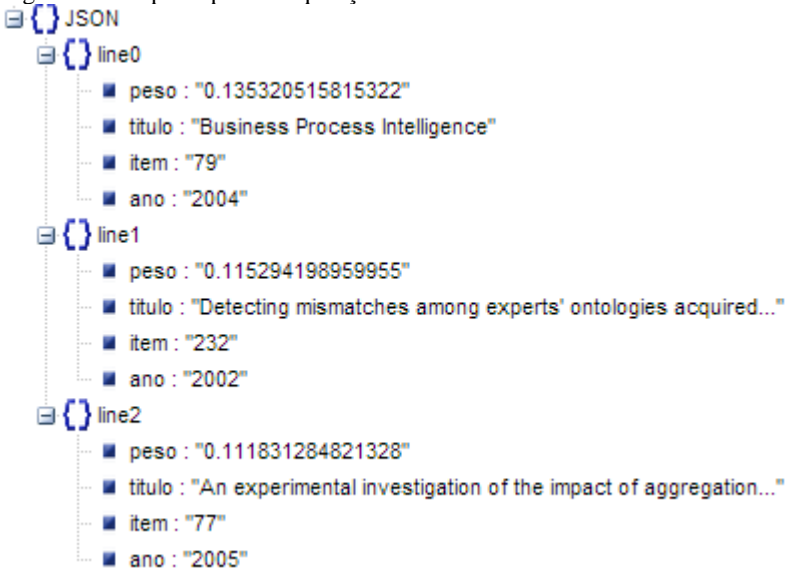 JSON
line0
peso : "0.135320515815322"
titulo : "Business Process Intelligence"
item : "79"
ano : "2004"
line1
peso : "0.115294198959955"
titulo : "Detecting mismatches among experts' ontologies acquired..."
item : "232"
ano : "2002"
line2
peso : "0.111831284821328"
titulo : "An experimental investigation of the impact of aggregation..."
item : "77"
ano : "2005"